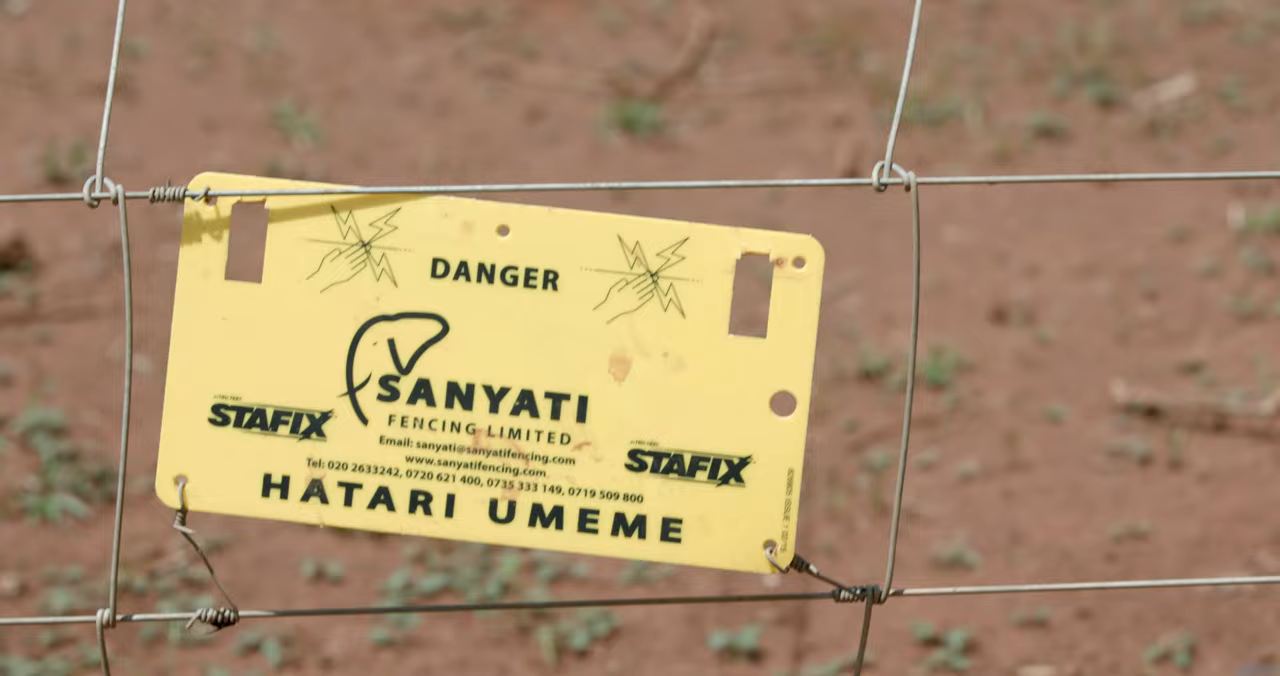 DANGER
SANYATI
FENCING LIMITED
STAFIX
STAFIX
Email: sanyati@sanyatifencing.com
www.sanyatifencing.com
Tel: 020 2633242, 0720 621 400, 0735 333 149, 0719 509 800
HATARI UMEME